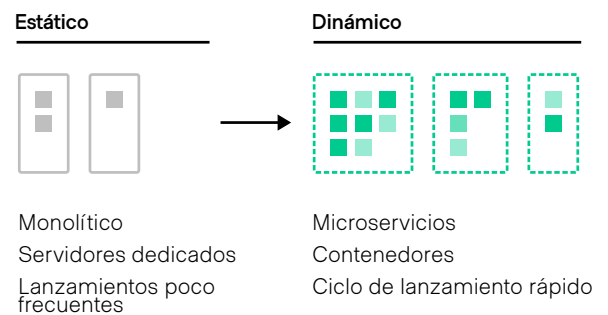 Estático
Dinámico
Monolítico
Servidores dedicados
Lanzamientos poco
frecuentes
Microservicios
Contenedores
Ciclo de lanzamiento rápido